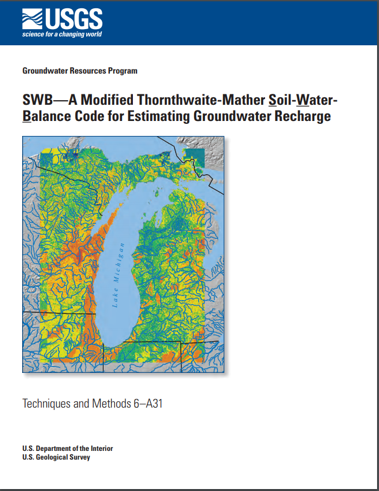 USGS
science for a changing world
Groundwater Resources Program
SWB—A Modified Thornthwaite-Mather Soil-Water-
Balance Code for Estimating Groundwater Recharge
Lake Michigan
Techniques and Methods 6–A31
U.S. Department of the Interior
U.S. Geological Survey